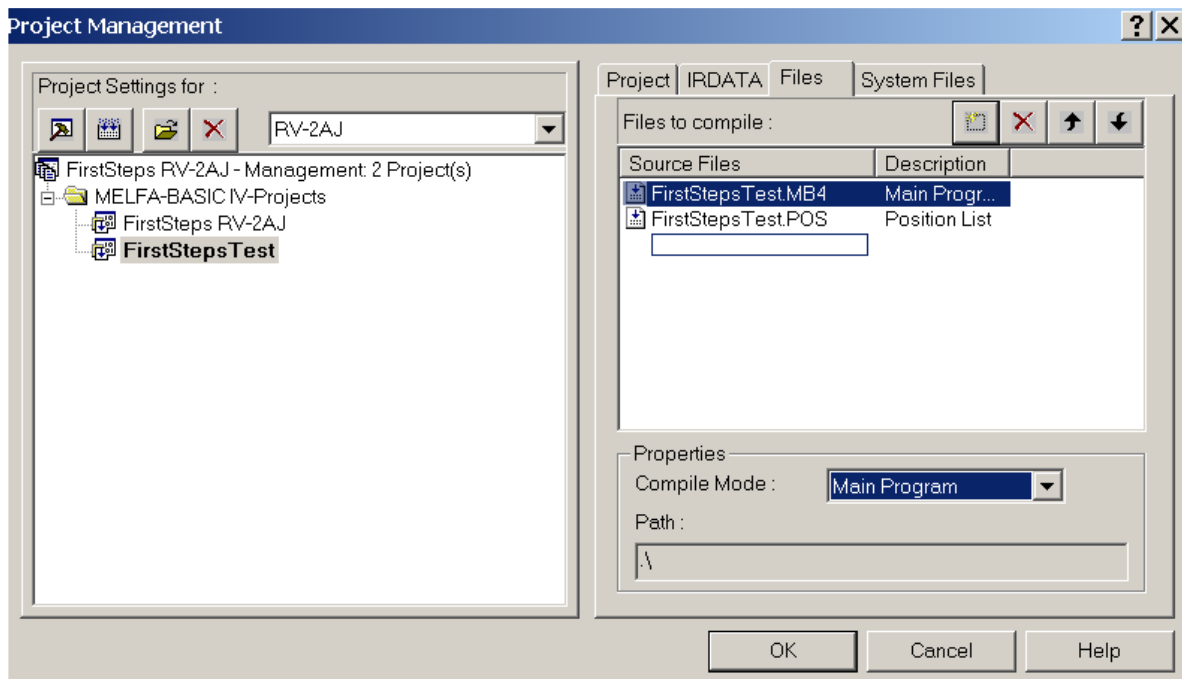 Project Management
Project Settings for :
RV-2AJ
FirstSteps RV-2AJ - Management: 2 Project(s)
MELFA-BASIC IV-Projects
FirstSteps RV-2AJ
FirstStepsTest
Project IRDATA Files System Files
Files to compile :
Source Files Description
FirstStepsTest.MB4 Main Progr...
FirstStepsTest.POS Position List
Properties
Compile Mode : Main Program
Path :
.\
OK Cancel Help